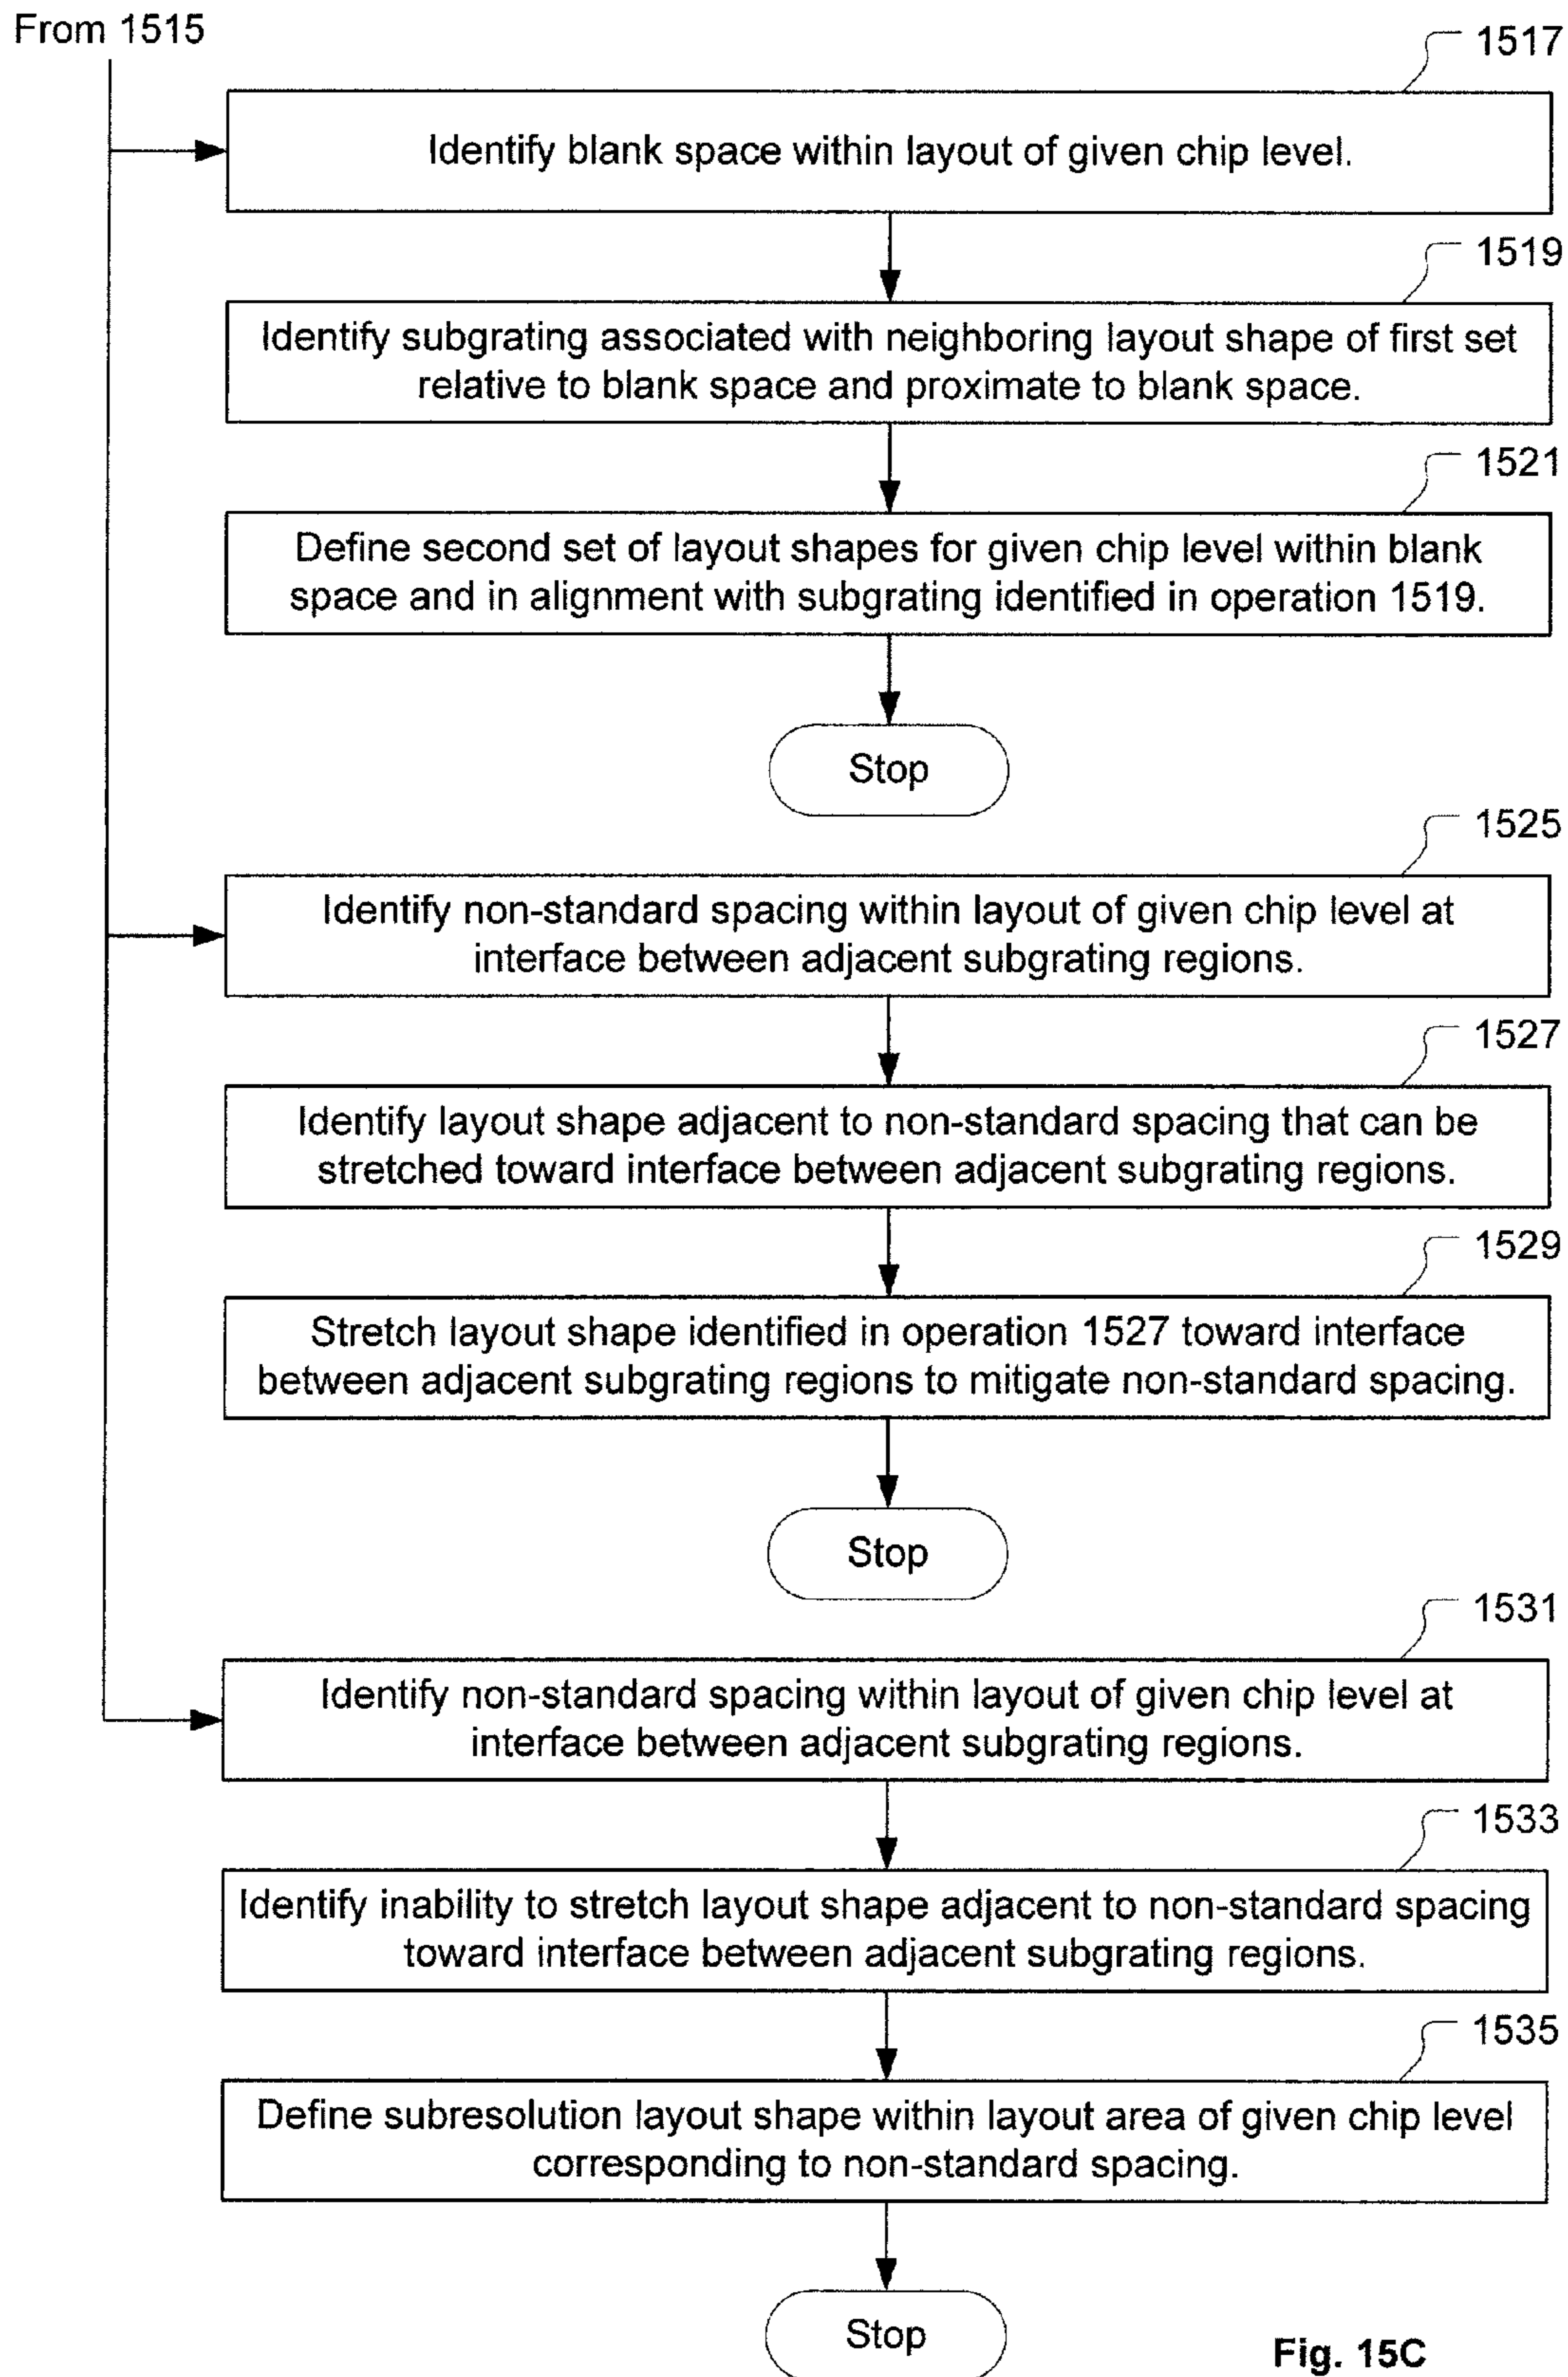 From 1515
1517
Identify blank space within layout of given chip level.
1519
Identify subgrating associated with neighboring layout shape of first set
relative to blank space and proximate to blank space.
1521
Define second set of layout shapes for given chip level within blank
space and in alignment with subgrating identified in operation 1519.
Stop
1525
Identify non-standard spacing within layout of given chip level at
interface between adjacent subgrating regions.
1527
Identify layout shape adjacent to non-standard spacing that can be
stretched toward interface between adjacent subgrating regions.
1529
Stretch layout shape identified in operation 1527 toward interface
between adjacent subgrating regions to mitigate non-standard spacing.
Stop
1531
Identify non-standard spacing within layout of given chip level at
interface between adjacent subgrating regions.
1533
Identify inability to stretch layout shape adjacent to non-standard spacing
toward interface between adjacent subgrating regions.
1535
Define subresolution layout shape within layout area of given chip level
corresponding to non-standard spacing.
Stop
Fig. 15C